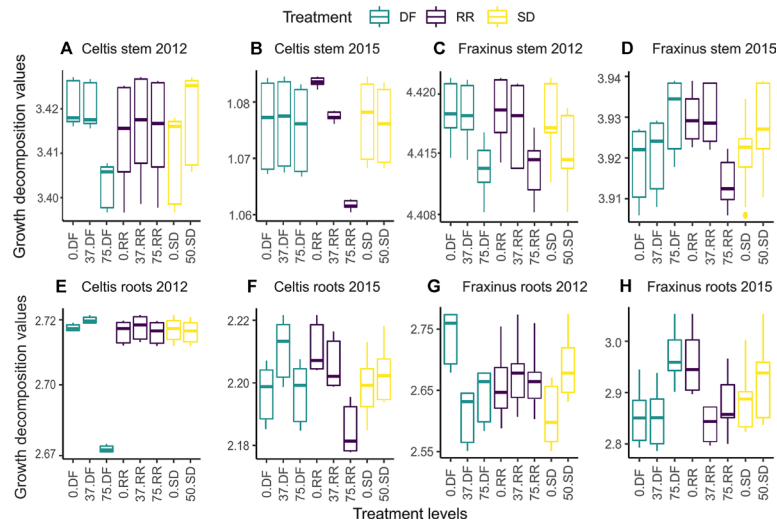 Treatment DF RR SD
A Celtis stem 2012
B Celtis stem 2015
C Fraxinus stem 2012
D Fraxinus stem 2015
Growth decomposition values
3.42
3.41
3.40
1.08
1.07
1.06
4.420
4.415
4.408
3.94
3.93
3.92
3.91
0.DF 37.DF 75.DF 0.RR 37.RR 75.RR 0.SD 50.SD
0.DF 37.DF 75.DF 0.RR 37.RR 75.RR 0.SD 50.SD
0.DF 37.DF 75.DF 0.RR 37.RR 75.RR 0.SD 50.SD
0.DF 37.DF 75.DF 0.RR 37.RR 75.RR 0.SD 50.SD
E Celtis roots 2012
F Celtis roots 2015
G Fraxinus roots 2012
H Fraxinus roots 2015
Growth decomposition values
2.72
2.70
2.67
2.22
2.20
2.18
2.75
2.65
2.55
3.0
2.9
2.8
0.DF 37.DF 75.DF 0.RR 37.RR 75.RR 0.SD 50.SD
0.DF 37.DF 75.DF 0.RR 37.RR 75.RR 0.SD 50.SD
0.DF 37.DF 75.DF 0.RR 37.RR 75.RR 0.SD 50.SD
0.DF 37.DF 75.DF 0.RR 37.RR 75.RR 0.SD 50.SD
Treatment levels